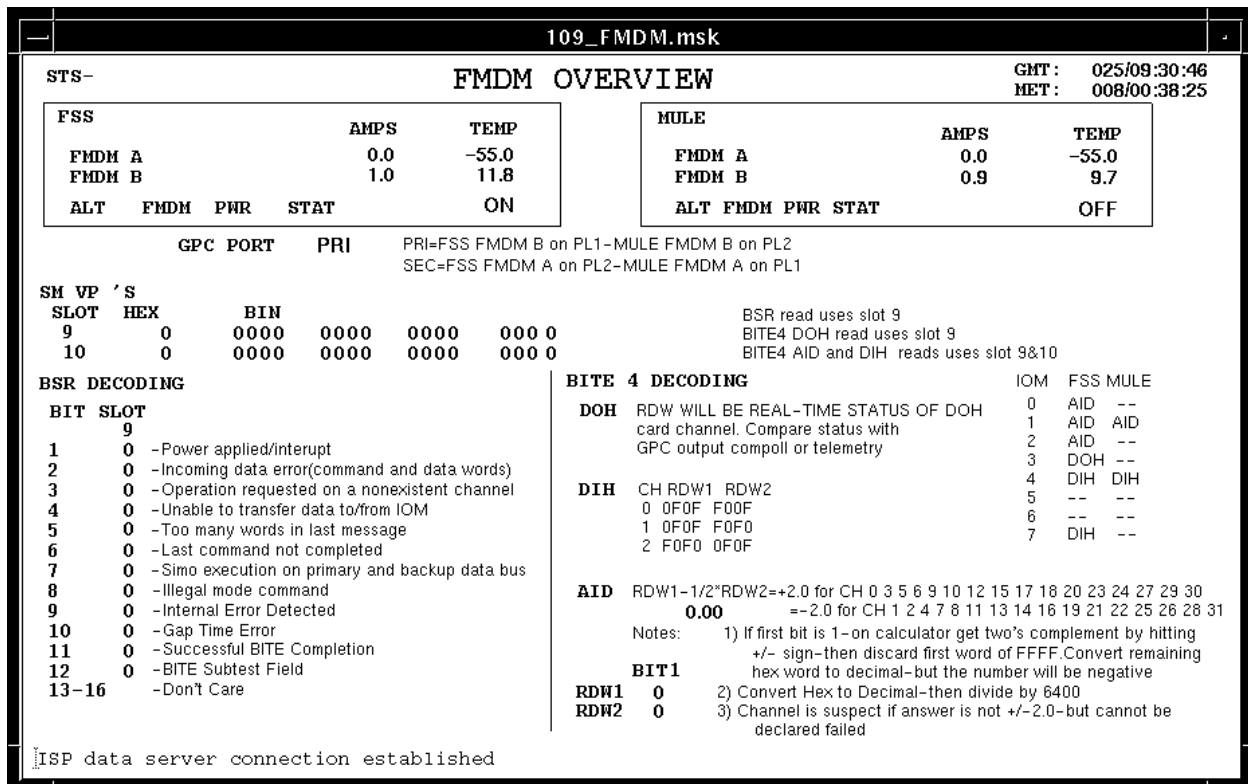 109_FMDM.msk
STS-
FMDM OVERVIEW
GMT: 025/09:30:46
MET: 008/00:38:25
FSS
AMPS TEMP
FMDM A 0.0 -55.0
FMDM B 1.0 11.8
ALT FMDM PWR STAT ON
MULE
AMPS TEMP
FMDM A 0.0 -55.0
FMDM B 0.9 9.7
ALT FMDM PWR STAT OFF
GPC PORT PRI
PRI=FSS FMDM B on PL1-MULE FMDM B on PL2
SEC=FSS FMDM A on PL2-MULE FMDM A on PL1
SM VP 'S
SLOT HEX BIN
9 0 0000 0000 0000 000 0
10 0 0000 0000 0000 000 0
BSR read uses slot 9
BITE4 DOH read uses slot 9
BITE4 AID and DIH reads uses slot 9&10
BSR DECODING
BIT SLOT
9
1 0 -Power applied/interupt
2 0 -Incoming data error(command and data words)
3 0 -Operation requested on a nonexistent channel
4 0 -Unable to transfer data to/from IOM
5 0 -Too many words in last message
6 0 -Last command not completed
7 0 -Simo execution on primary and backup data bus
8 0 -Illegal mode command
9 0 -Internal Error Detected
10 0 -Gap Time Error
11 0 -Successful BITE Completion
12 0 -BITE Subtest Field
13-16 -Don't Care
BITE 4 DECODING
DOH RDW WILL BE REAL-TIME STATUS OF DOH
card channel. Compare status with
GPC output compoll or telemetry
DIH CH RDW1 RDW2
0 0F0F F00F
1 0F0F F0F0
2 F0F0 0F0F
IOM FSS MULE
0 AID --
1 AID AID
2 AID --
3 DOH --
4 DIH DIH
5 -- --
6 -- --
7 DIH --
AID RDW1-1/2*RDW2=+2.0 for CH 0 3 5 6 9 10 12 15 17 18 20 23 24 27 29 30
0.00 =-2.0 for CH 1 2 4 7 8 11 13 14 16 19 21 22 25 26 28 31
Notes: 1) If first bit is 1-on calculator get two's complement by hitting
+/- sign-then discard first word of FFFF.Convert remaining
BIT1 hex word to decimal-but the number will be negative
RDW1 0 2) Convert Hex to Decimal-then divide by 6400
RDW2 0 3) Channel is suspect if answer is not +/-2.0-but cannot be
declared failed
ISP data server connection established